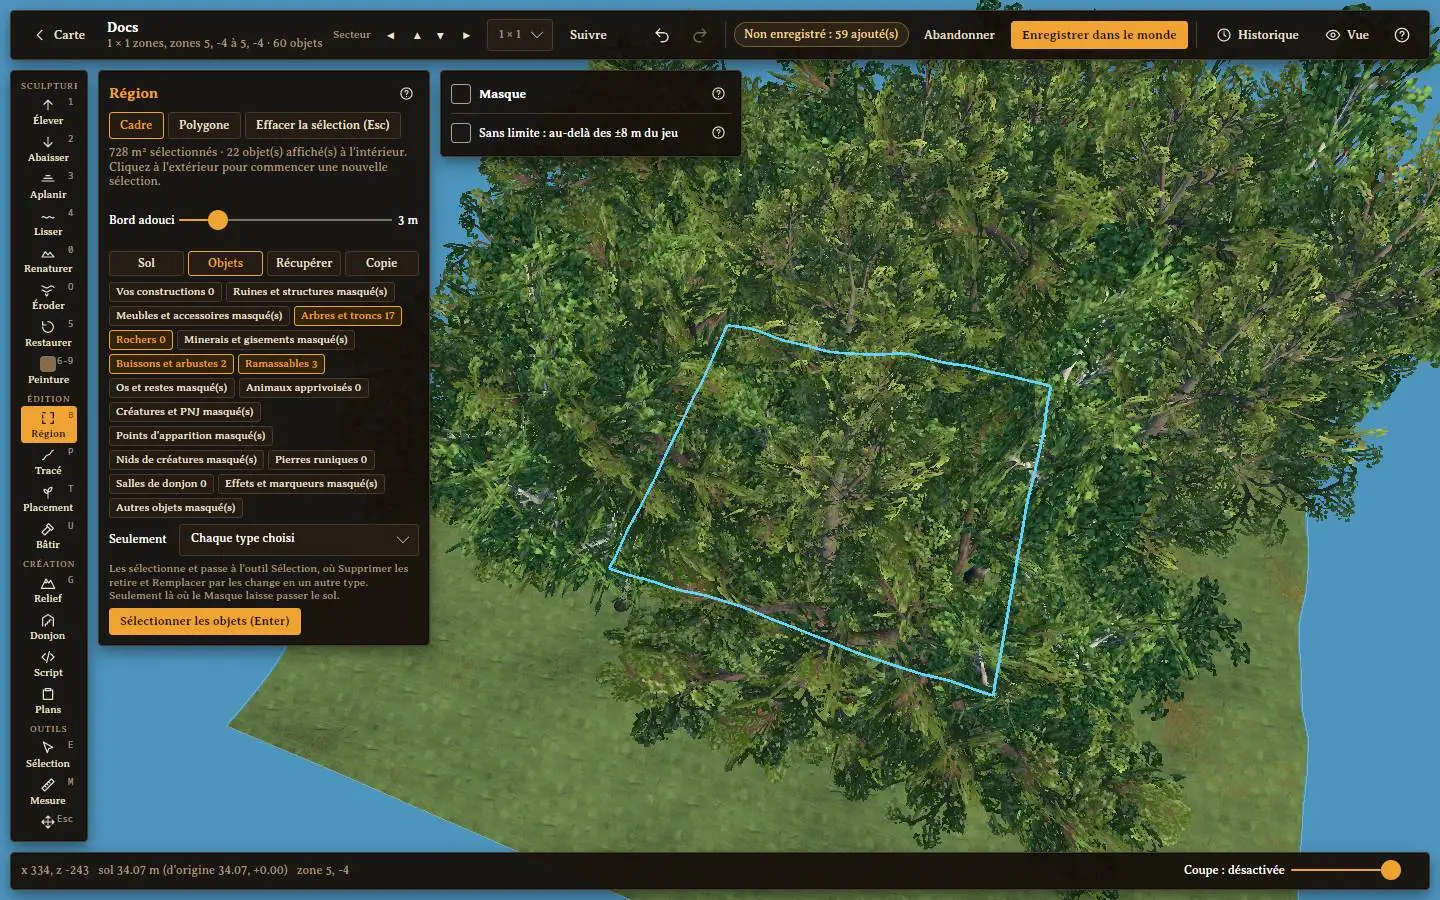 Carte
Docs
1 × 1 zones, zones 5, -4 à 5, -4 · 60 objets
Secteur
1 × 1
Suivre
Non enregistré : 59 ajouté(s)
Abandonner
Enregistrer dans le monde
Historique
Vue
SCULPTURE
1
Élever
2
Abaisser
3
Aplanir
4
Lisser
0
Renaturer
O
Éroder
5
Restaurer
6-9
Peinture
ÉDITION
B
Région
P
Tracé
T
Placement
U
Bâtir
CRÉATION
G
Relief
Donjon
Script
Plans
OUTILS
E
Sélection
M
Mesure
Esc
Région
Cadre
Polygone
Effacer la sélection (Esc)
728 m² sélectionnés · 22 objet(s) affiché(s) à l'intérieur.
Cliquez à l'extérieur pour commencer une nouvelle
sélection.
Bord adouci
3 m
Sol
Objets
Récupérer
Copie
Vos constructions 0
Ruines et structures masqué(s)
Meubles et accessoires masqué(s)
Arbres et troncs 17
Rochers 0
Minerais et gisements masqué(s)
Buissons et arbustes 2
Ramassables 3
Os et restes masqué(s)
Animaux apprivoisés 0
Créatures et PNJ masqué(s)
Points d'apparition masqué(s)
Nids de créatures masqué(s)
Pierres runiques 0
Salles de donjon 0
Effets et marqueurs masqué(s)
Autres objets masqué(s)
Seulement
Chaque type choisi
Les sélectionne et passe à l'outil Sélection, où Supprimer les
retire et Remplacer par les change en un autre type.
Seulement là où le Masque laisse passer le sol.
Sélectionner les objets (Enter)
Masque
Sans limite : au-delà des ±8 m du jeu
x 334, z -243 sol 34.07 m (d'origine 34.07, +0.00) zone 5, -4
Coupe : désactivée